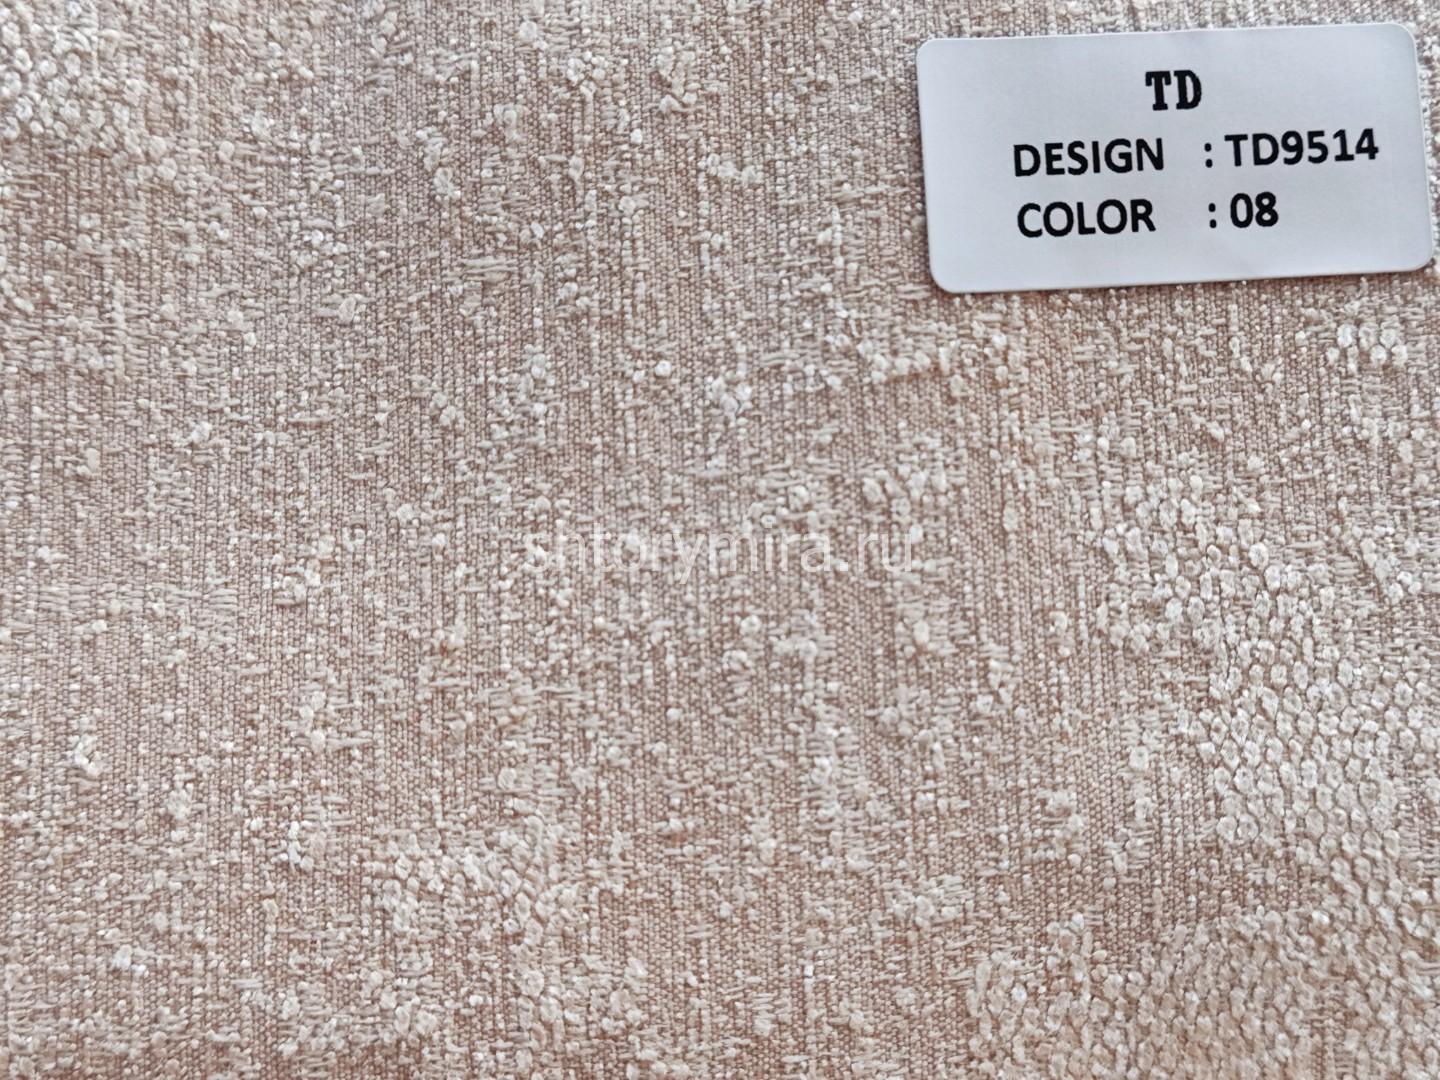 TD
DESIGN : TD9514
COLOR : 08
shtorymira.ru